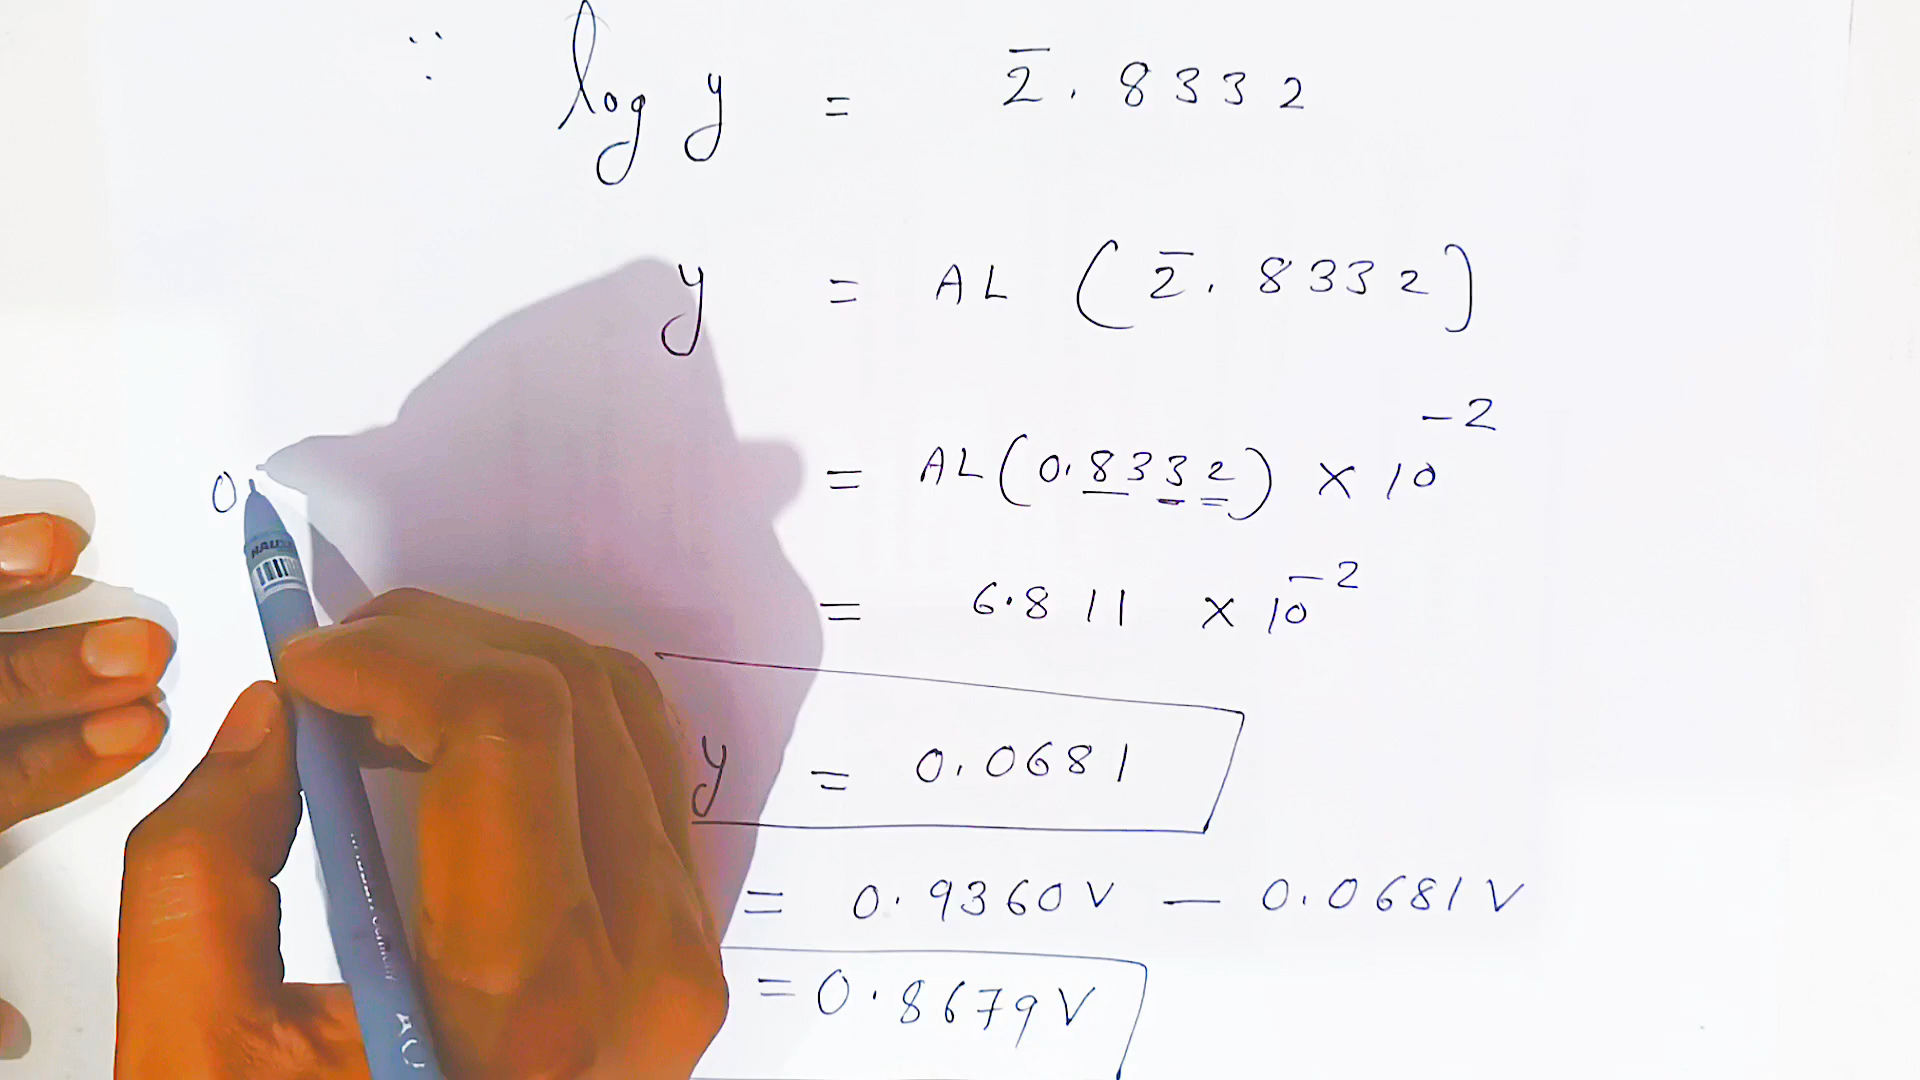 ∵ log y = 2̅.8332
y = AL (2̅.8332)
= AL(0.8332) × 10⁻²
0
= 6.811 × 10⁻²
y = 0.0681
= 0.9360V — 0.0681V
= 0.8679V